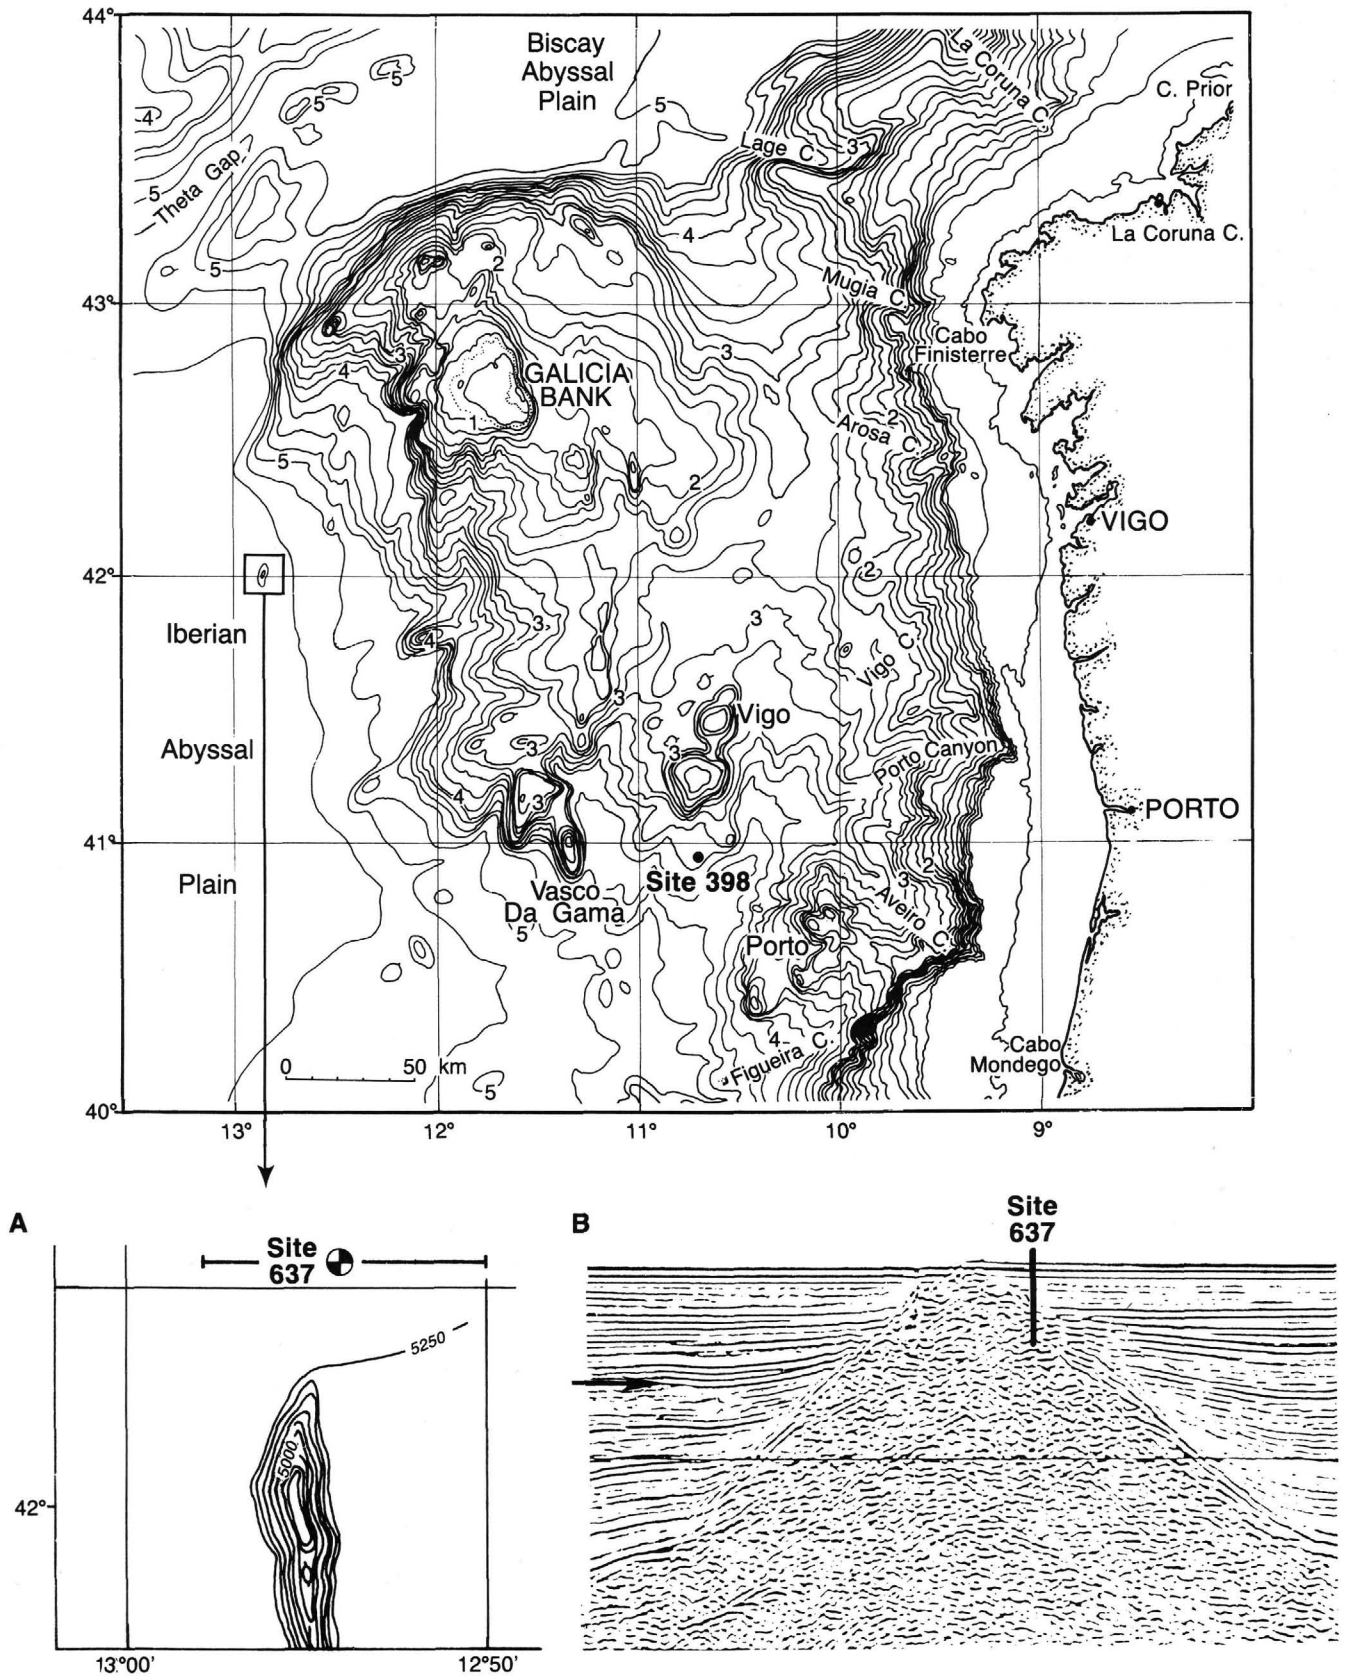 44°
Biscay
Abyssal
Plain
La Coruna C.
C. Prior
5
5
5
4
Lage C.
3
Theta Gap
5
La Coruna C.
4
5
2
43°
Mugia C.
Cabo
Finisterre
3
3
4
GALICIA
BANK
1
2
Arosa C.
5
2
VIGO
42°
2
Iberian
3
3
4
Vigo C.
3
Vigo
Abyssal
3
3
Porto Canyon
4
3
PORTO
41°
Site 398
2
3
Plain
Vasco
Da Gama
Aveiro C.
5
Porto
4
Cabo
Mondego
Figueira C.
0 50 km
5
40°
13° 12° 11° 10° 9°
A
B
Site
637
Site
637
5250
5000
42°
13°00' 12°50'